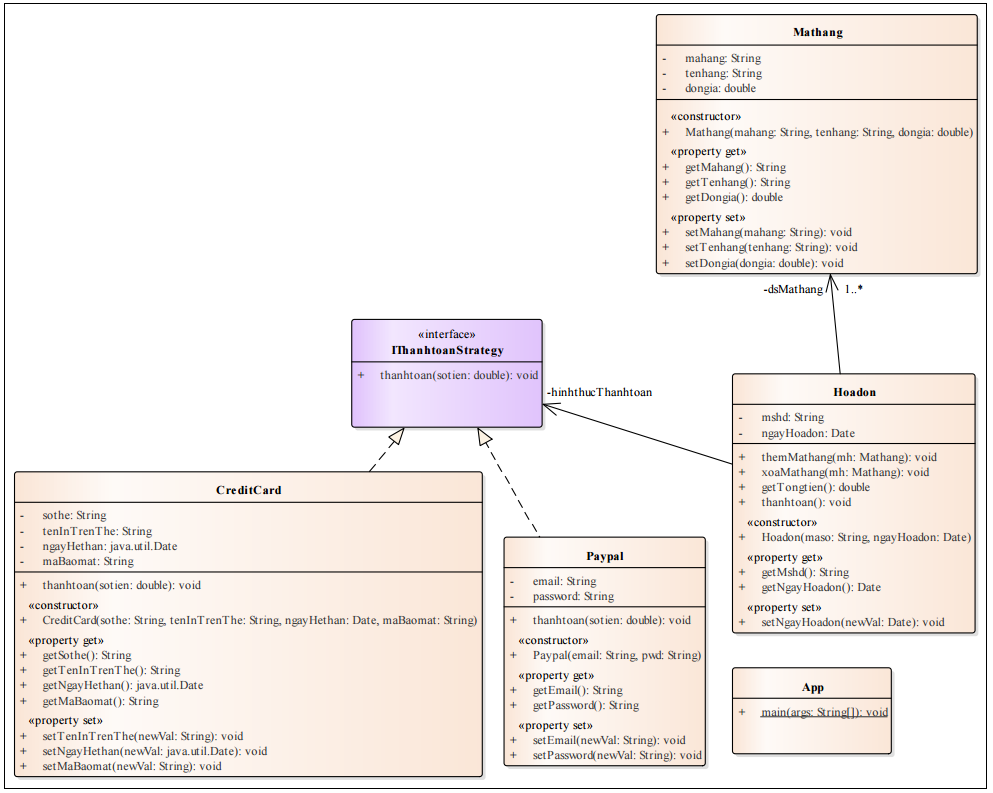 Mathang
- mahang: String
- tenhang: String
- dongia: double
«constructor»
+ Mathang(mahang: String, tenhang: String, dongia: double)
«property get»
+ getMahang(): String
+ getTenhang(): String
+ getDongia(): double
«property set»
+ setMahang(mahang: String): void
+ setTenhang(tenhang: String): void
+ setDongia(dongia: double): void
-dsMathang 1..*
«interface»
IThanhtoanStrategy
+ thanhtoan(sotien: double): void
-hinhthucThanhtoan
Hoadon
- mshd: String
- ngayHoadon: Date
+ themMathang(mh: Mathang): void
+ xoaMathang(mh: Mathang): void
+ getTongtien(): double
+ thanhtoan(): void
«constructor»
+ Hoadon(maso: String, ngayHoadon: Date)
«property get»
+ getMshd(): String
+ getNgayHoadon(): Date
«property set»
+ setNgayHoadon(newVal: Date): void
CreditCard
- sothe: String
- tenInTrenThe: String
- ngayHethan: java.util.Date
- maBaomat: String
+ thanhtoan(sotien: double): void
«constructor»
+ CreditCard(sothe: String, tenInTrenThe: String, ngayHethan: Date, maBaomat: String)
«property get»
+ getSothe(): String
+ getTenInTrenThe(): String
+ getNgayHethan(): java.util.Date
+ getMaBaomat(): String
«property set»
+ setTenInTrenThe(newVal: String): void
+ setNgayHethan(newVal: java.util.Date): void
+ setMaBaomat(newVal: String): void
Paypal
- email: String
- password: String
+ thanhtoan(sotien: double): void
«constructor»
+ Paypal(email: String, pwd: String)
«property get»
+ getEmail(): String
+ getPassword(): String
«property set»
+ setEmail(newVal: String): void
+ setPassword(newVal: String): void
App
+ main(args: String[]): void